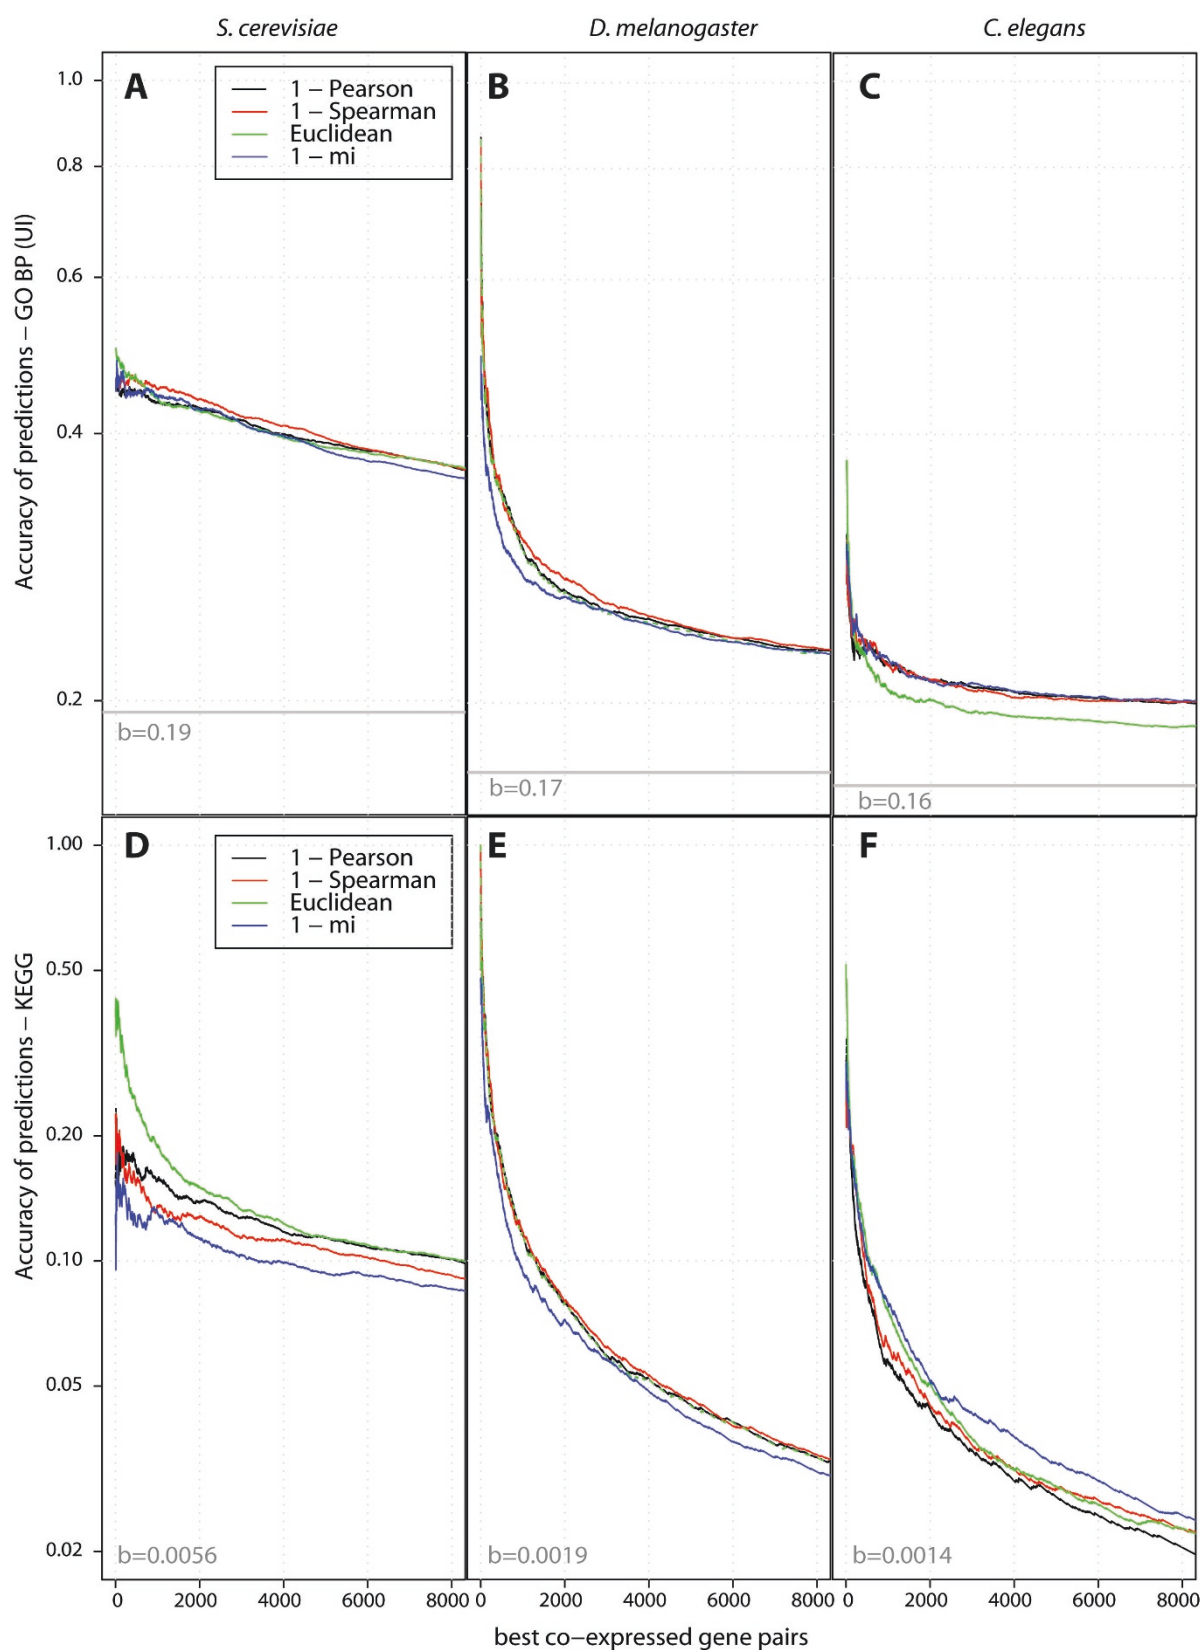 S. cerevisiae
D. melanogaster
C. elegans
A
B
C
1 – Pearson
1 – Spearman
Euclidean
1 – mi
Accuracy of predictions – GO BP (UI)
1.0
0.8
0.6
0.4
0.2
b=0.19
b=0.17
b=0.16
D
E
F
1 – Pearson
1 – Spearman
Euclidean
1 – mi
Accuracy of predictions – KEGG
1.00
0.50
0.20
0.10
0.05
0.02
b=0.0056
b=0.0019
b=0.0014
0 2000 4000 6000 8000
2000 4000 6000 8000
0 2000 4000 6000 8000
best co–expressed gene pairs